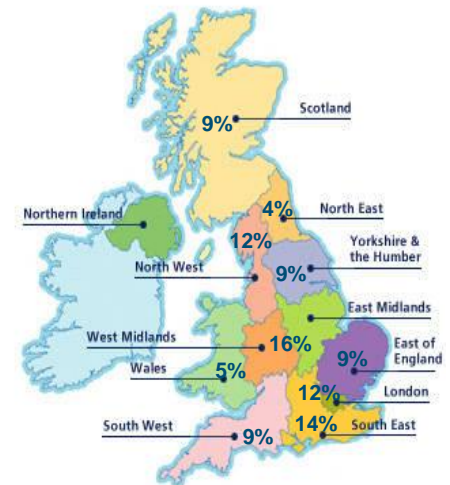 Scotland
9%
4%
North East
Northern Ireland
12%
Yorkshire &
the Humber
North West
9%
East Midlands
West Midlands
16%
East of
England
9%
Wales
5%
12%
London
South West
9%
14%
South East